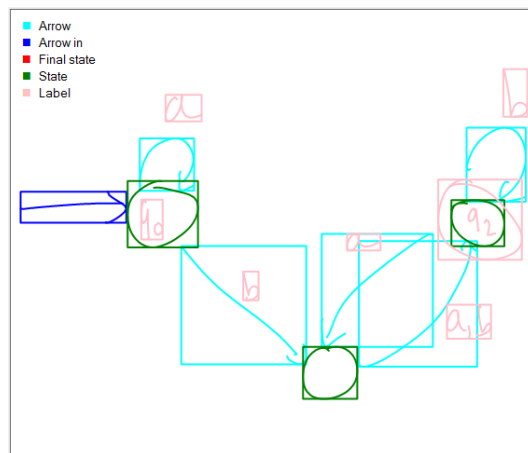 Arrow
Arrow in
Final state
State
Label
a
b
q0
q2
a
b
a, b